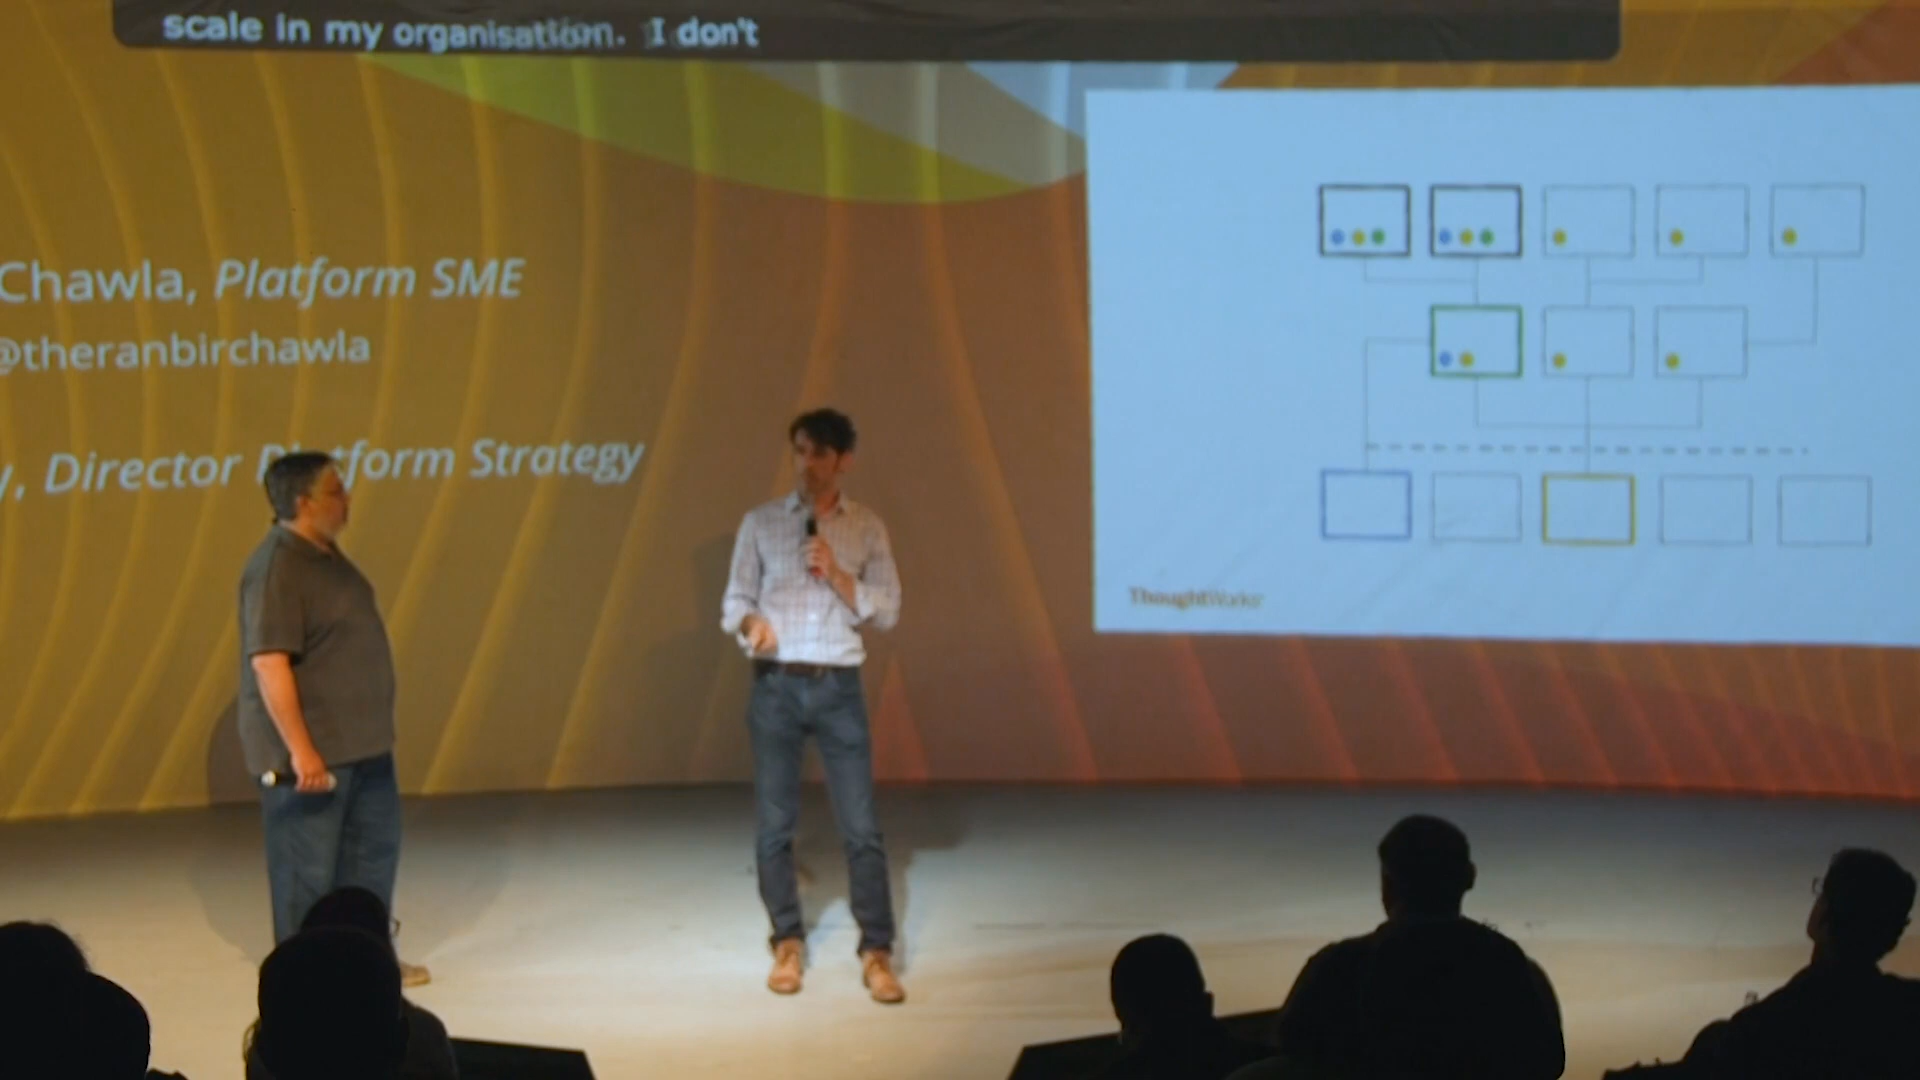 scale in my organisation. I don't
Chawla, Platform SME
@theranbirchawla
y, Director Platform Strategy
ThoughtWorks